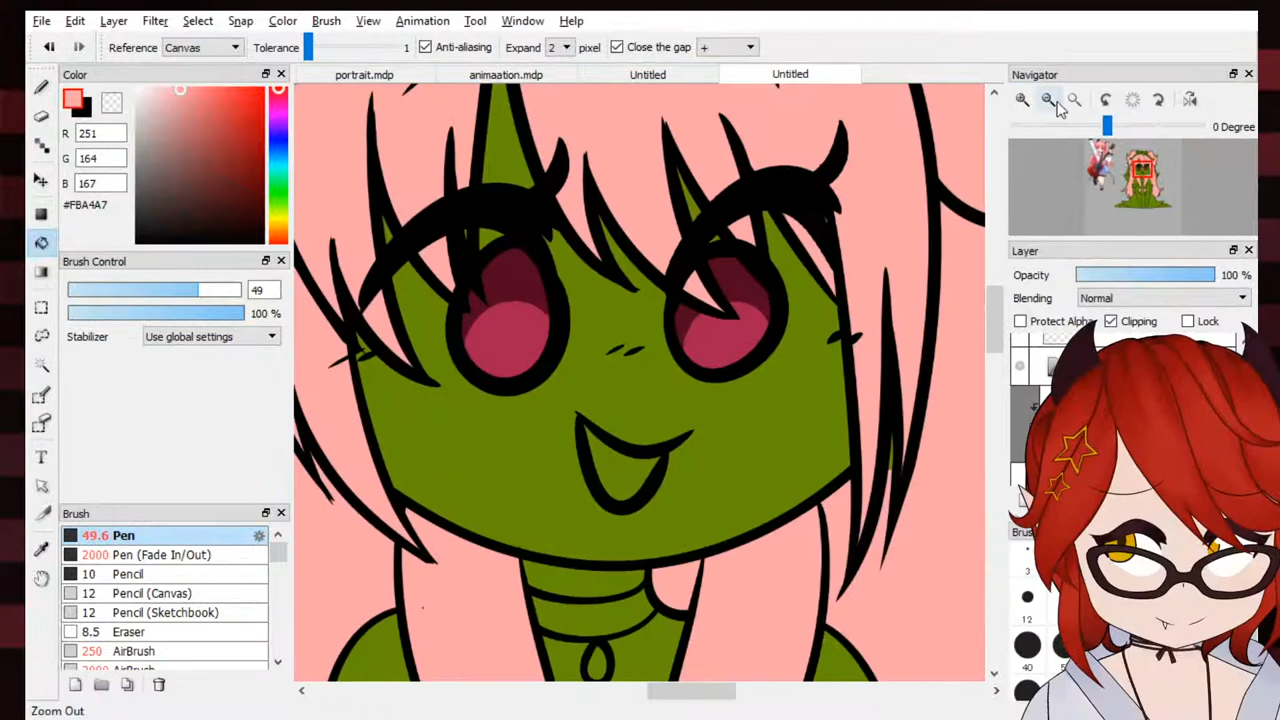 File Edit Layer Filter Select Snap Color Brush View Animation Tool Window Help
Reference Canvas Tolerance 1 Anti-aliasing Expand 2 pixel Close the gap +
Color
portrait.mdp animaation.mdp Untitled Untitled
Navigator
R 251
G 164
B 167
#FBA4A7
0 Degree
Brush Control
49
100 %
Stabilizer Use global settings
Layer
Opacity 100 %
Blending Normal
Protect Alpha Clipping Lock
Brush
49.6 Pen
2000 Pen (Fade In/Out)
10 Pencil
12 Pencil (Canvas)
12 Pencil (Sketchbook)
8.5 Eraser
250 AirBrush
AirBrush
3
12
40
Zoom Out